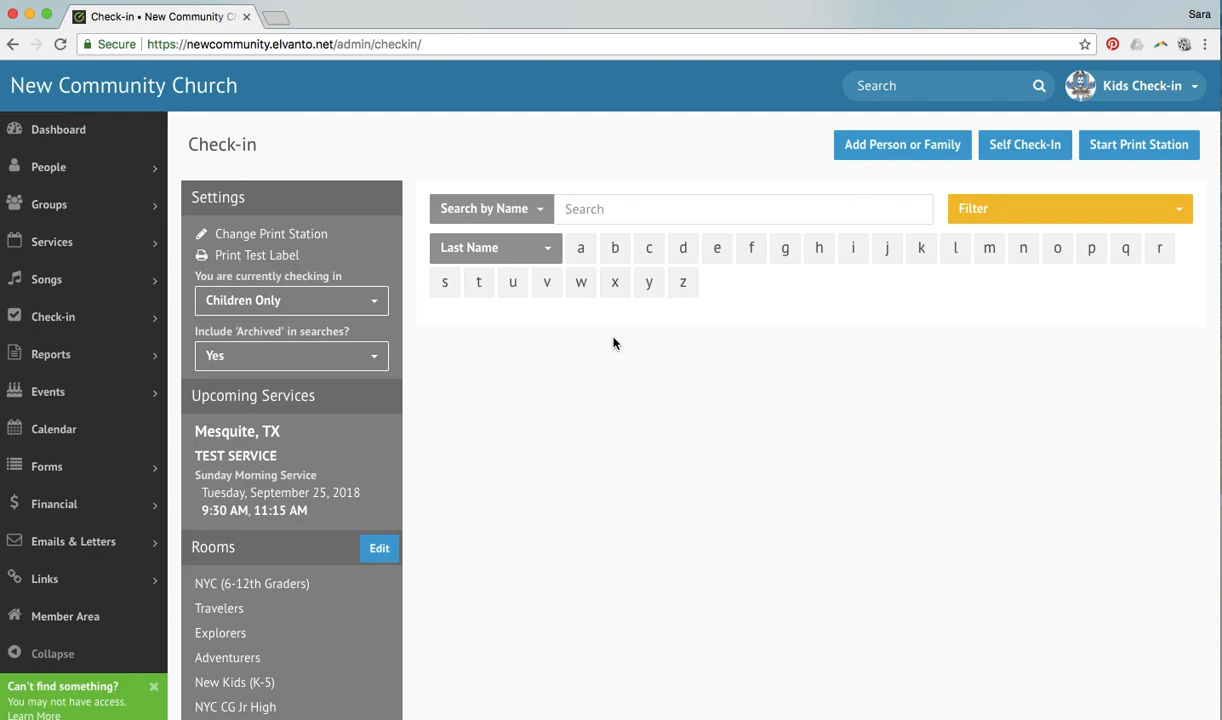 Sara
Check-in • New Community Ch
Secure
https://newcommunity.elvanto.net/admin/checkin/
New Community Church
Search
Kids Check-in
Dashboard
People
Groups
Services
Songs
Check-in
Reports
Events
Calendar
Forms
Financial
Emails & Letters
Links
Member Area
Collapse
Can't find something?
You may not have access.
Learn More
Check-in
Add Person or Family
Self Check-In
Start Print Station
Settings
Change Print Station
Print Test Label
You are currently checking in
Children Only
Include 'Archived' in searches?
Yes
Upcoming Services
Mesquite, TX
TEST SERVICE
Sunday Morning Service
Tuesday, September 25, 2018
9:30 AM, 11:15 AM
Rooms
Edit
NYC (6-12th Graders)
Travelers
Explorers
Adventurers
New Kids (K-5)
NYC CG Jr High
Search by Name
Search
Filter
Last Name
a b c d e f g h i j k l m n o p q r
s t u v w x y z